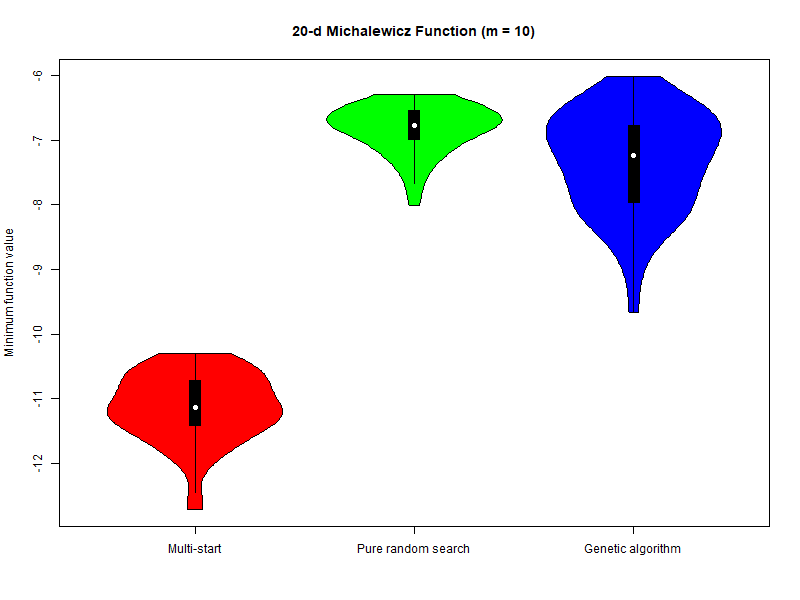 20-d Michalewicz Function (m = 10)
Minimum function value
-6
-7
-8
-9
-10
-11
-12
Multi-start
Pure random search
Genetic algorithm